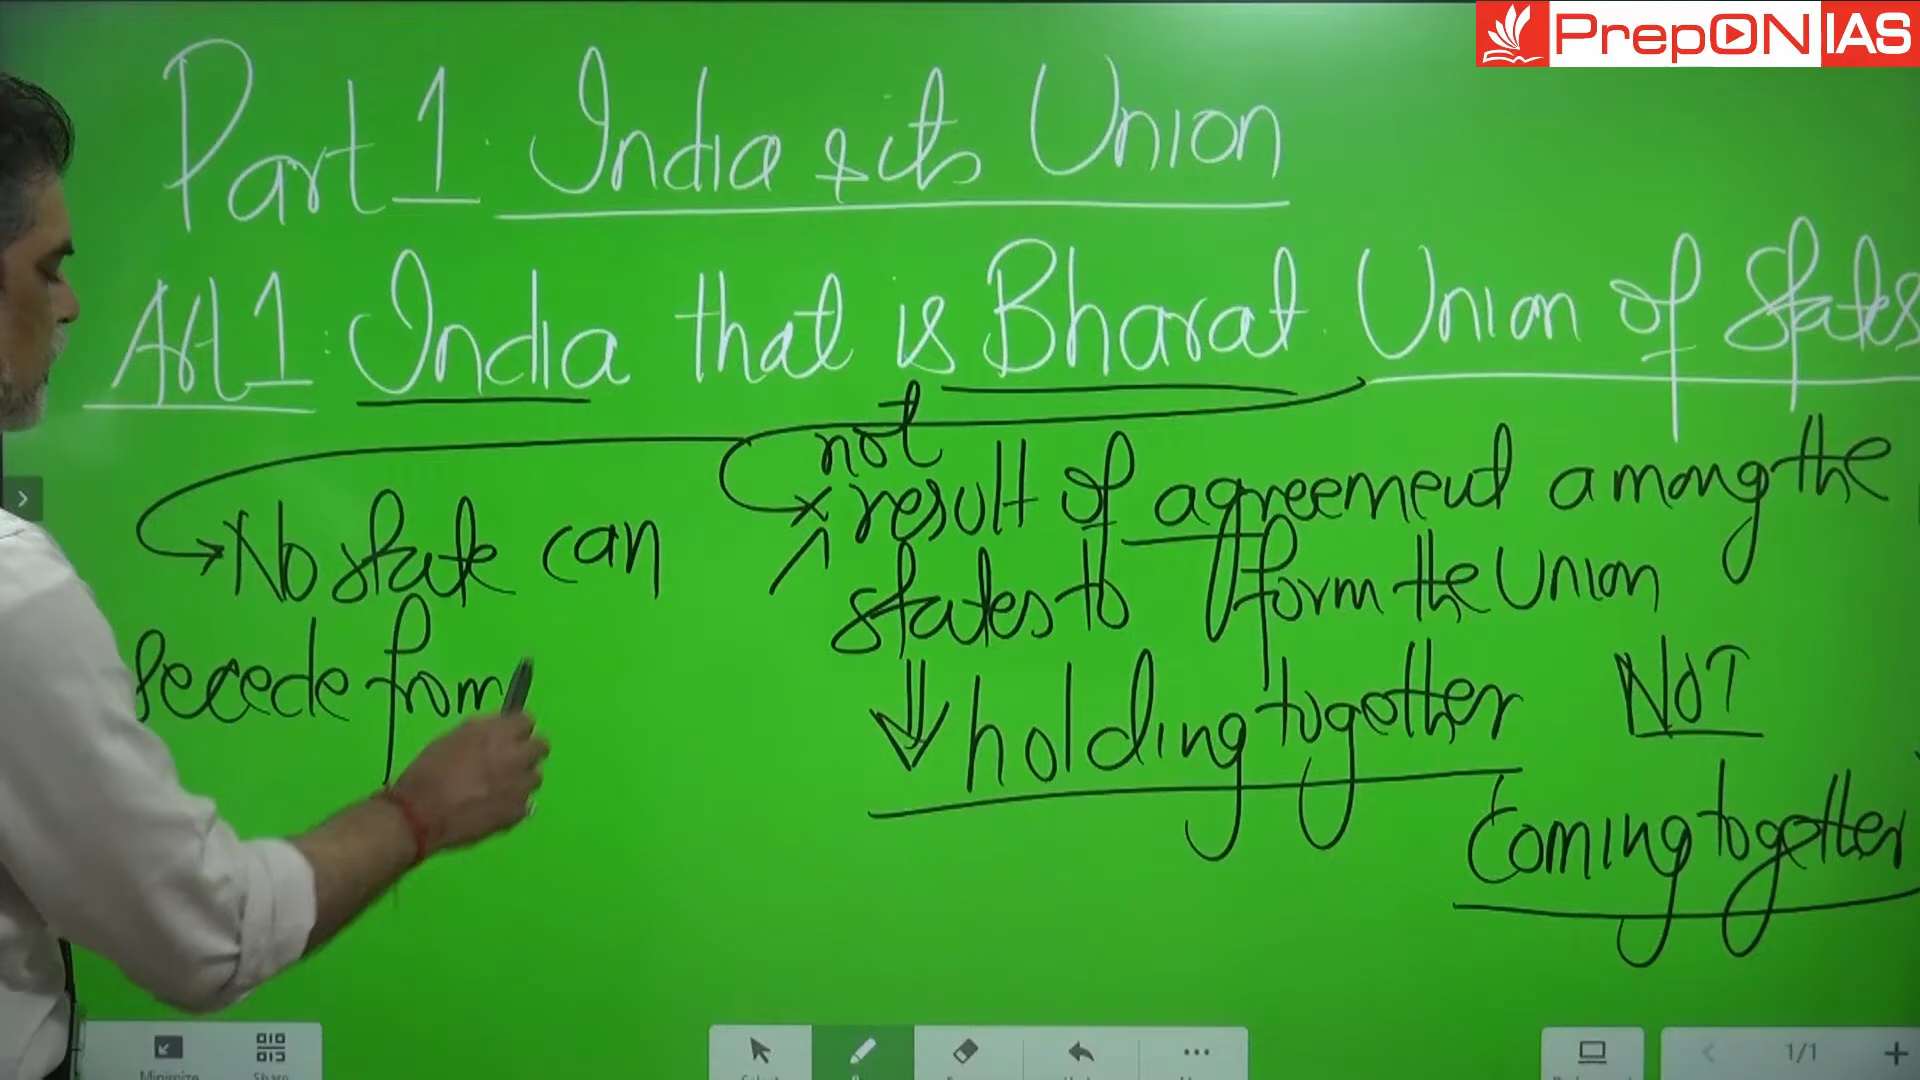 PrepON IAS
Part 1. India & its Union
Art 1: India that is Bharat. Union of States
not
x result of agreement among the
states to form the Union
No state can
secede from
holding together
NOT
Coming together
Minimize
Share
1/1